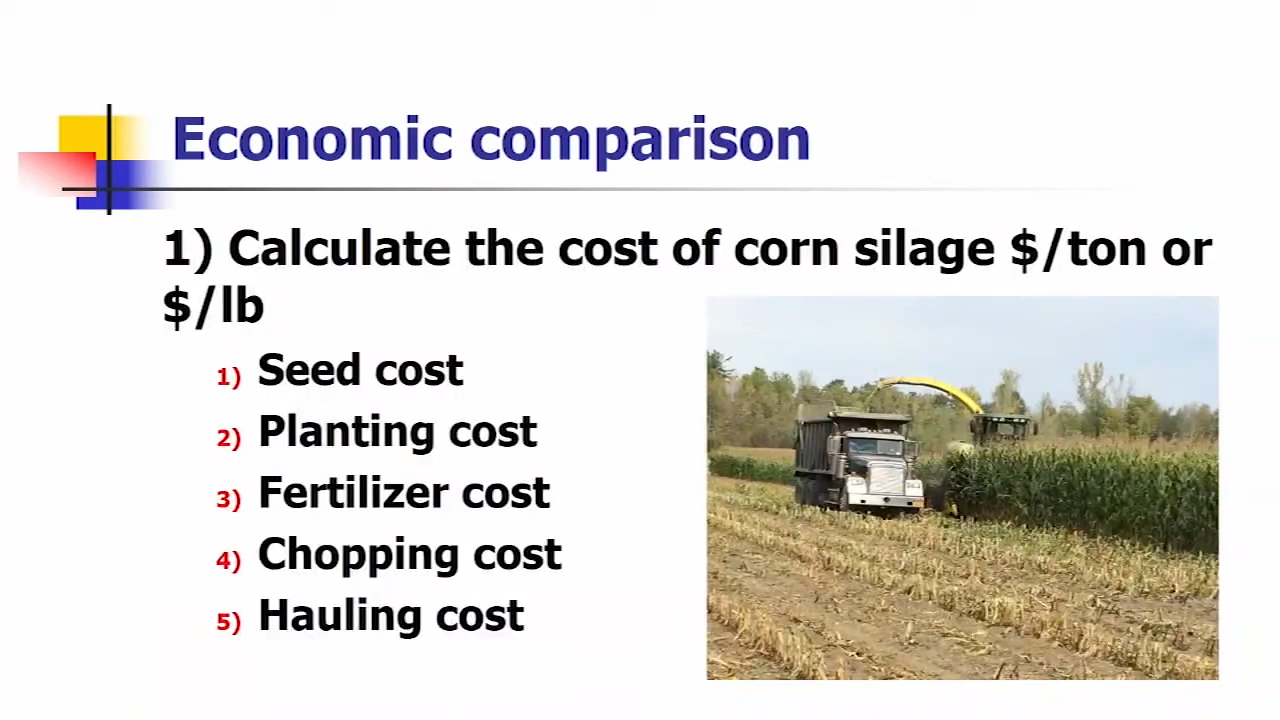 Economic comparison
1) Calculate the cost of corn silage $/ton or
$/lb
1) Seed cost
2) Planting cost
3) Fertilizer cost
4) Chopping cost
5) Hauling cost